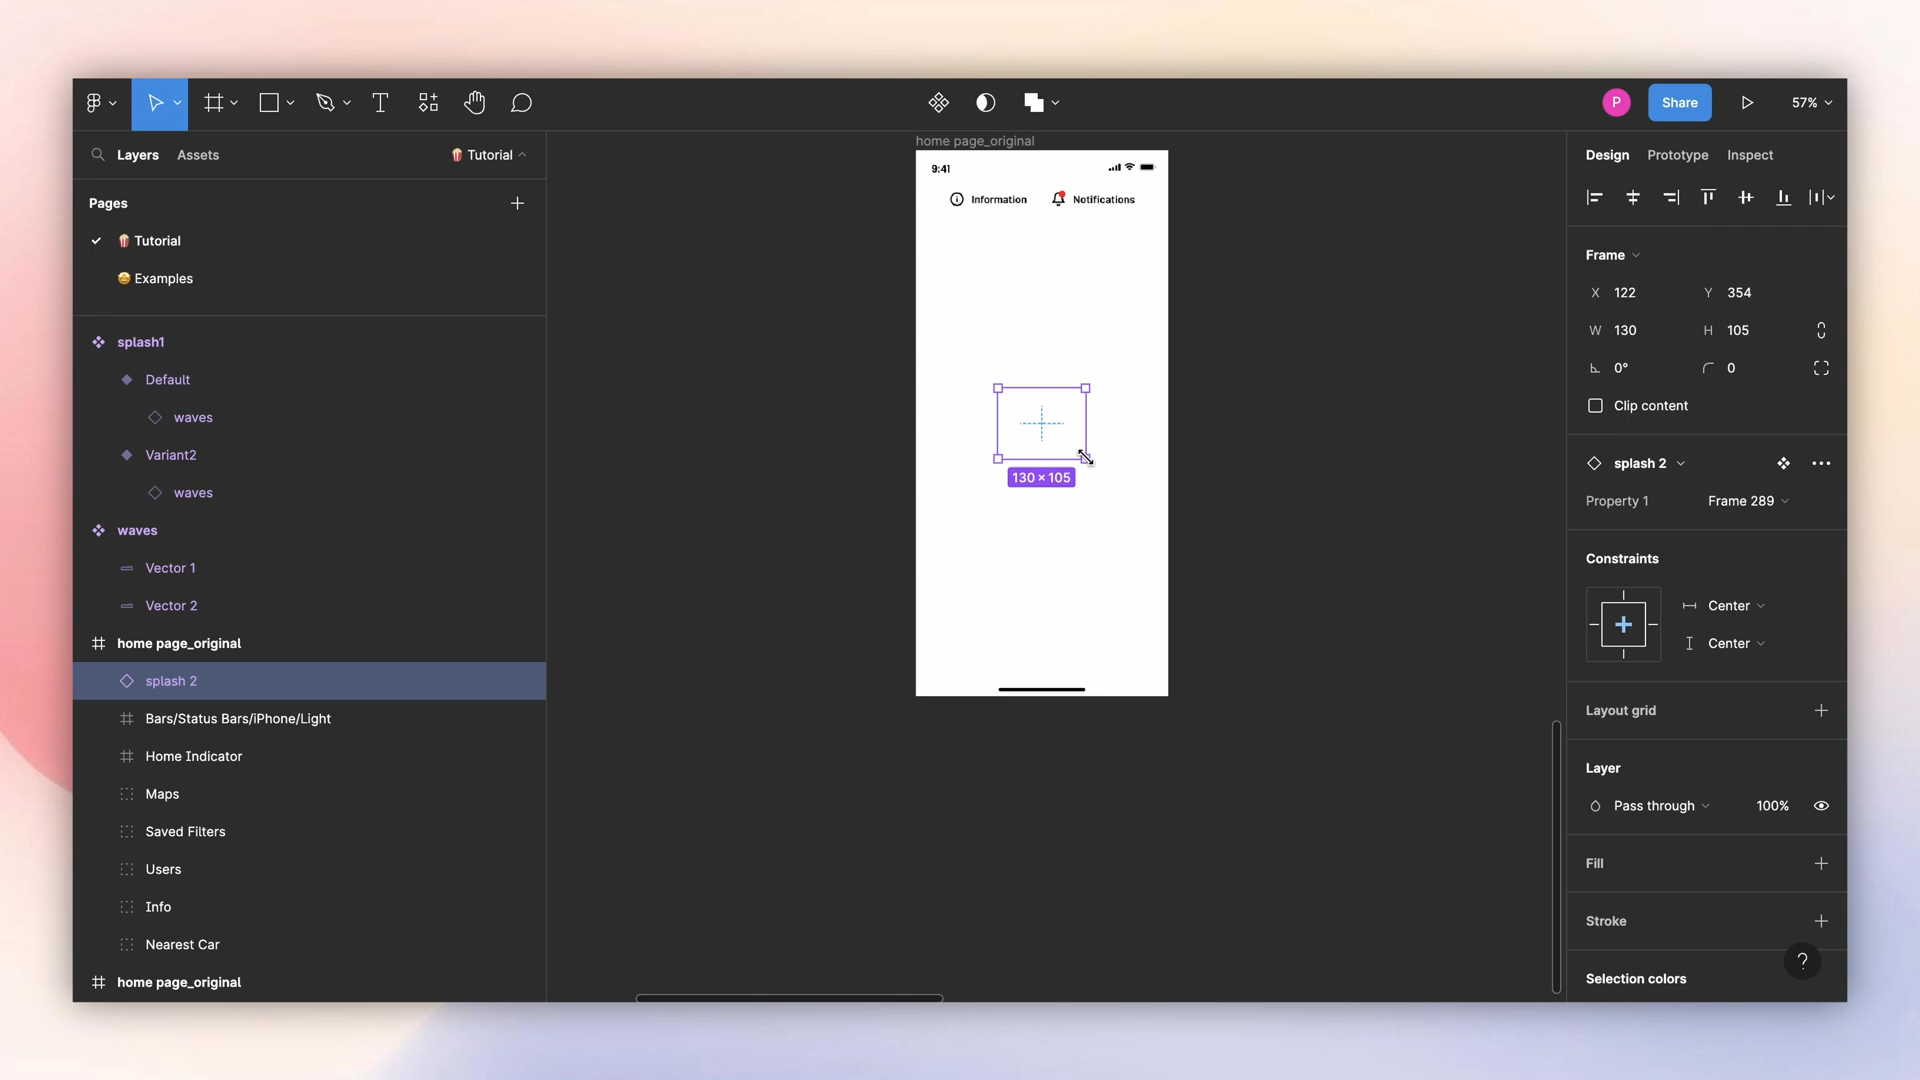 P
Share
57%
Layers
Assets
🍿 Tutorial
Pages
🍿 Tutorial
🤩 Examples
splash1
Default
waves
Variant2
waves
waves
Vector 1
Vector 2
home page_original
splash 2
Bars/Status Bars/iPhone/Light
Home Indicator
Maps
Saved Filters
Users
Info
Nearest Car
home page_original
home page_original
9:41
Information
Notifications
130 × 105
Design
Prototype
Inspect
Frame
X 122
Y 354
W 130
H 105
0°
0
Clip content
splash 2
Property 1
Frame 289
Constraints
Center
Center
Layout grid
Layer
Pass through
100%
Fill
Stroke
?
Selection colors